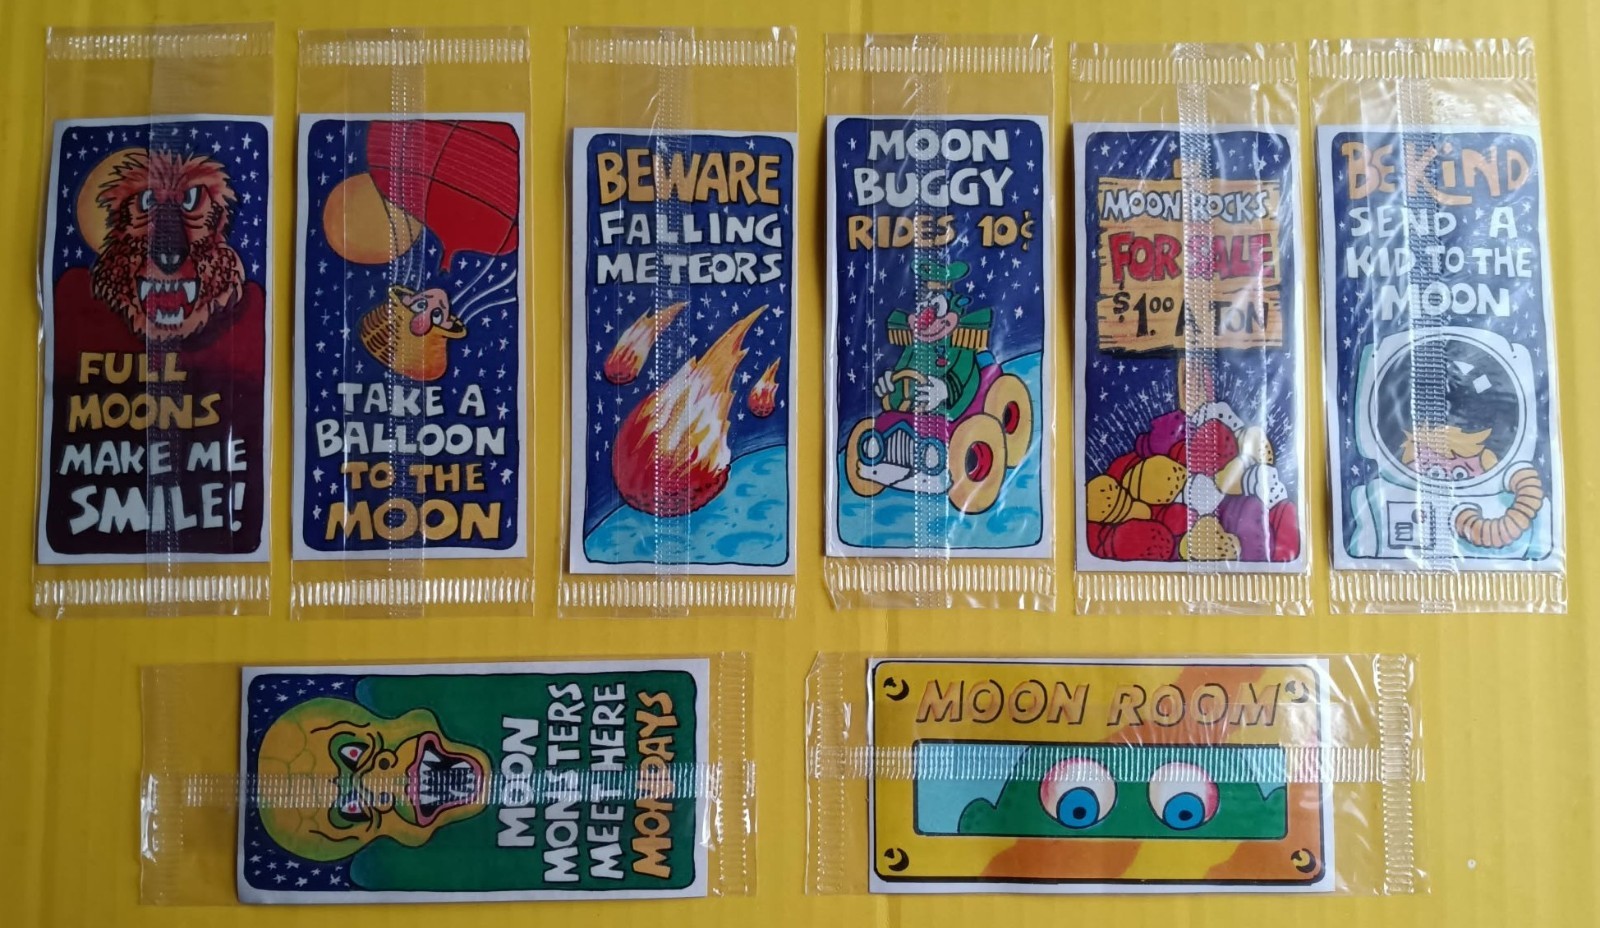 FULL
MOONS
MAKE ME
SMILE!
TAKE A
BALLOON
TO THE
MOON
BEWARE
FALLING
METEORS
MOON
BUGGY
RIDES 10¢
MOON ROCKS
FOR SALE
$1.00 A TON
BE KIND
SEND A
KID TO THE
MOON
MOON
MONSTERS
MEET HERE
MONDAYS
MOON ROOM